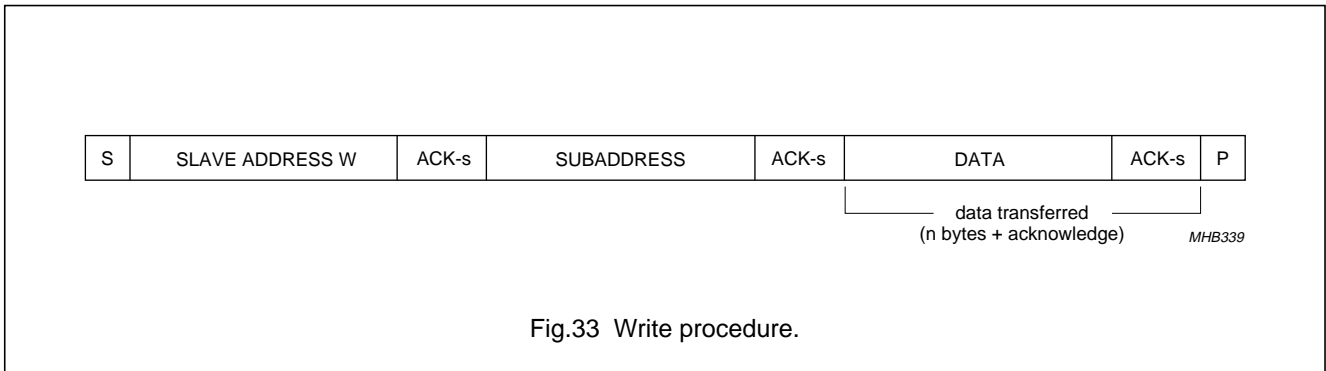 S SLAVE ADDRESS W ACK-s SUBADDRESS ACK-s DATA ACK-s P
data transferred
(n bytes + acknowledge)
MHB339
Fig.33 Write procedure.